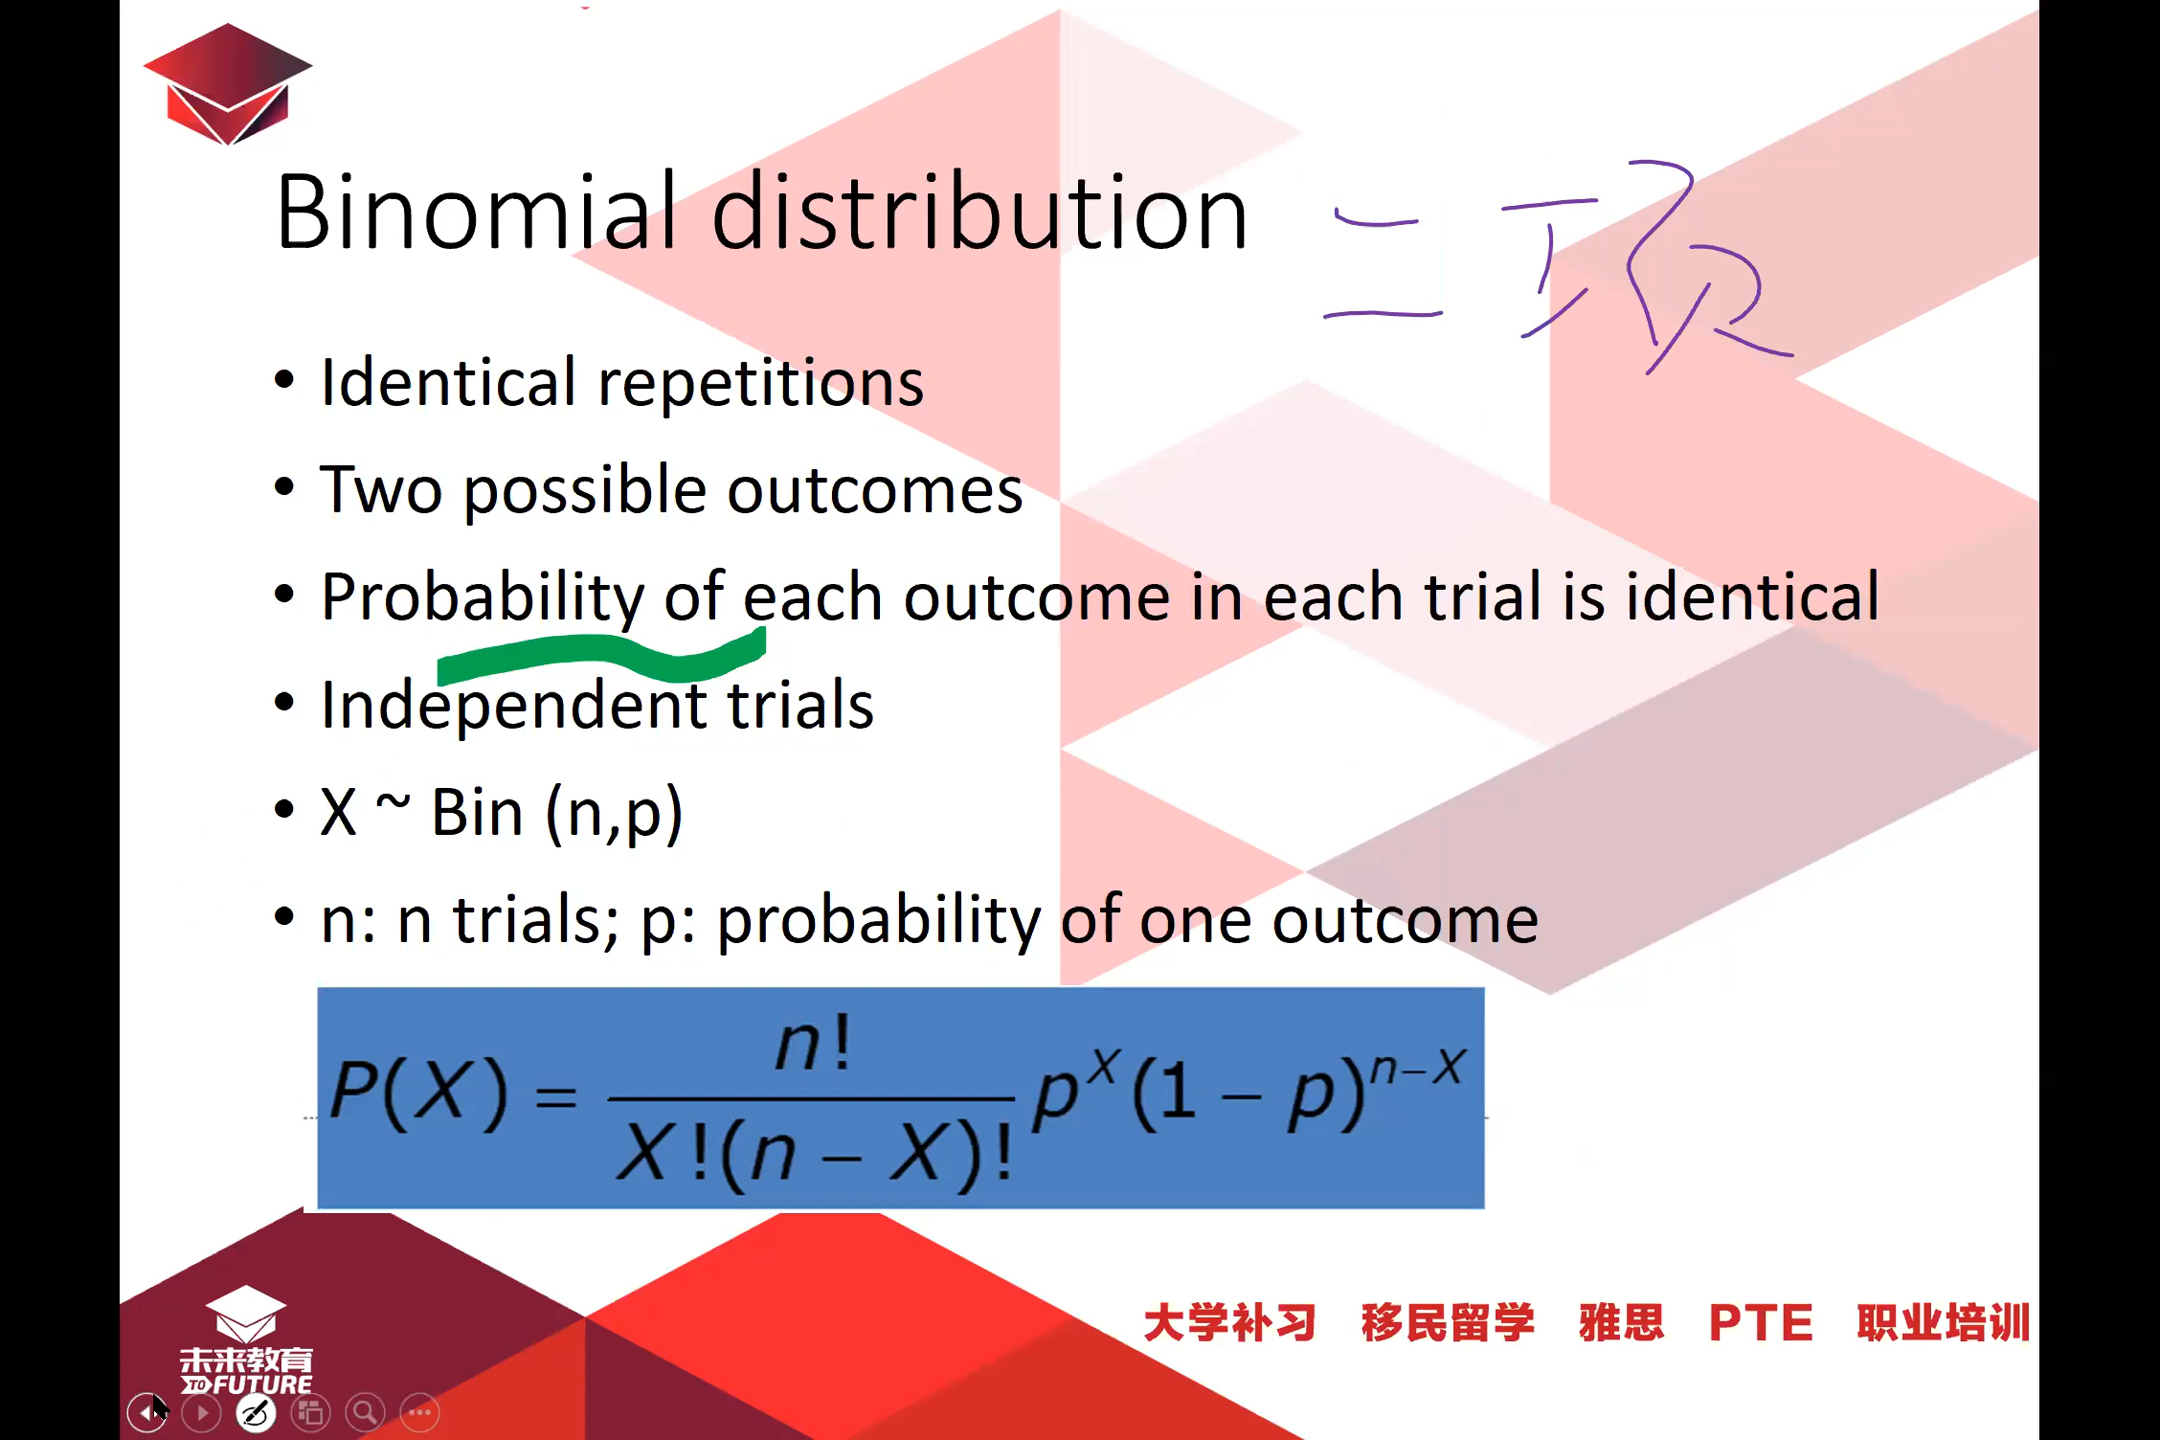 Binomial distribution 二项
• Identical repetitions
• Two possible outcomes
• Probability of each outcome in each trial is identical
• Independent trials
• X ~ Bin (n,p)
• n: n trials; p: probability of one outcome
P(X) = n! / X!(n − X)! p^X (1 − p)^(n−X)
大学补习 移民留学 雅思 PTE 职业培训
未来教育
TO FUTURE